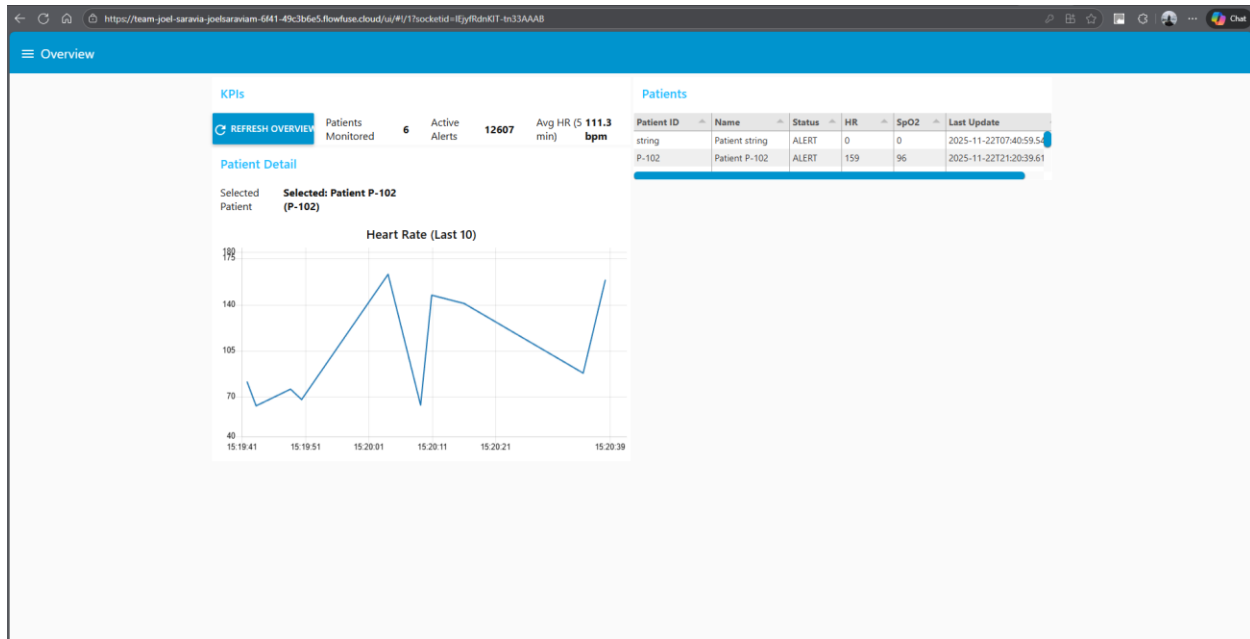 https://team-joel-saravia-joelsaraviam-6f41-49c3b6e5.flowfuse.cloud/ui/#!/1?socketid=IEjyfRdnKIT-tn33AAAB
Chat
Overview
KPIs
REFRESH OVERVIEW
Patients Monitored
6
Active Alerts
12607
Avg HR (5 min)
111.3 bpm
Patient Detail
Selected Patient
Selected: Patient P-102 (P-102)
Heart Rate (Last 10)
180
175
140
105
70
40
15:19:41 15:19:51 15:20:01 15:20:11 15:20:21 15:20:39
Patients
Patient ID Name Status HR SpO2 Last Update
string Patient string ALERT 0 0 2025-11-22T07:40:59.54
P-102 Patient P-102 ALERT 159 96 2025-11-22T21:20:39.61